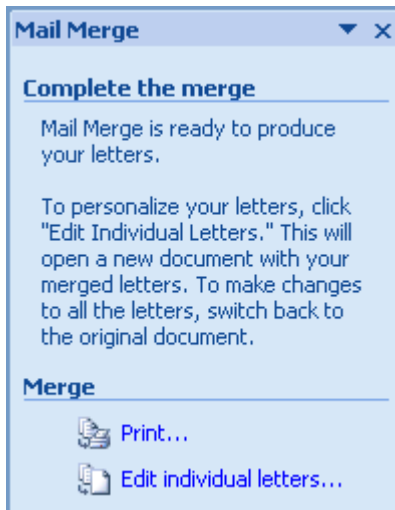 Mail Merge
Complete the merge
Mail Merge is ready to produce
your letters.
To personalize your letters, click
"Edit Individual Letters." This will
open a new document with your
merged letters. To make changes
to all the letters, switch back to
the original document.
Merge
Print...
Edit individual letters...